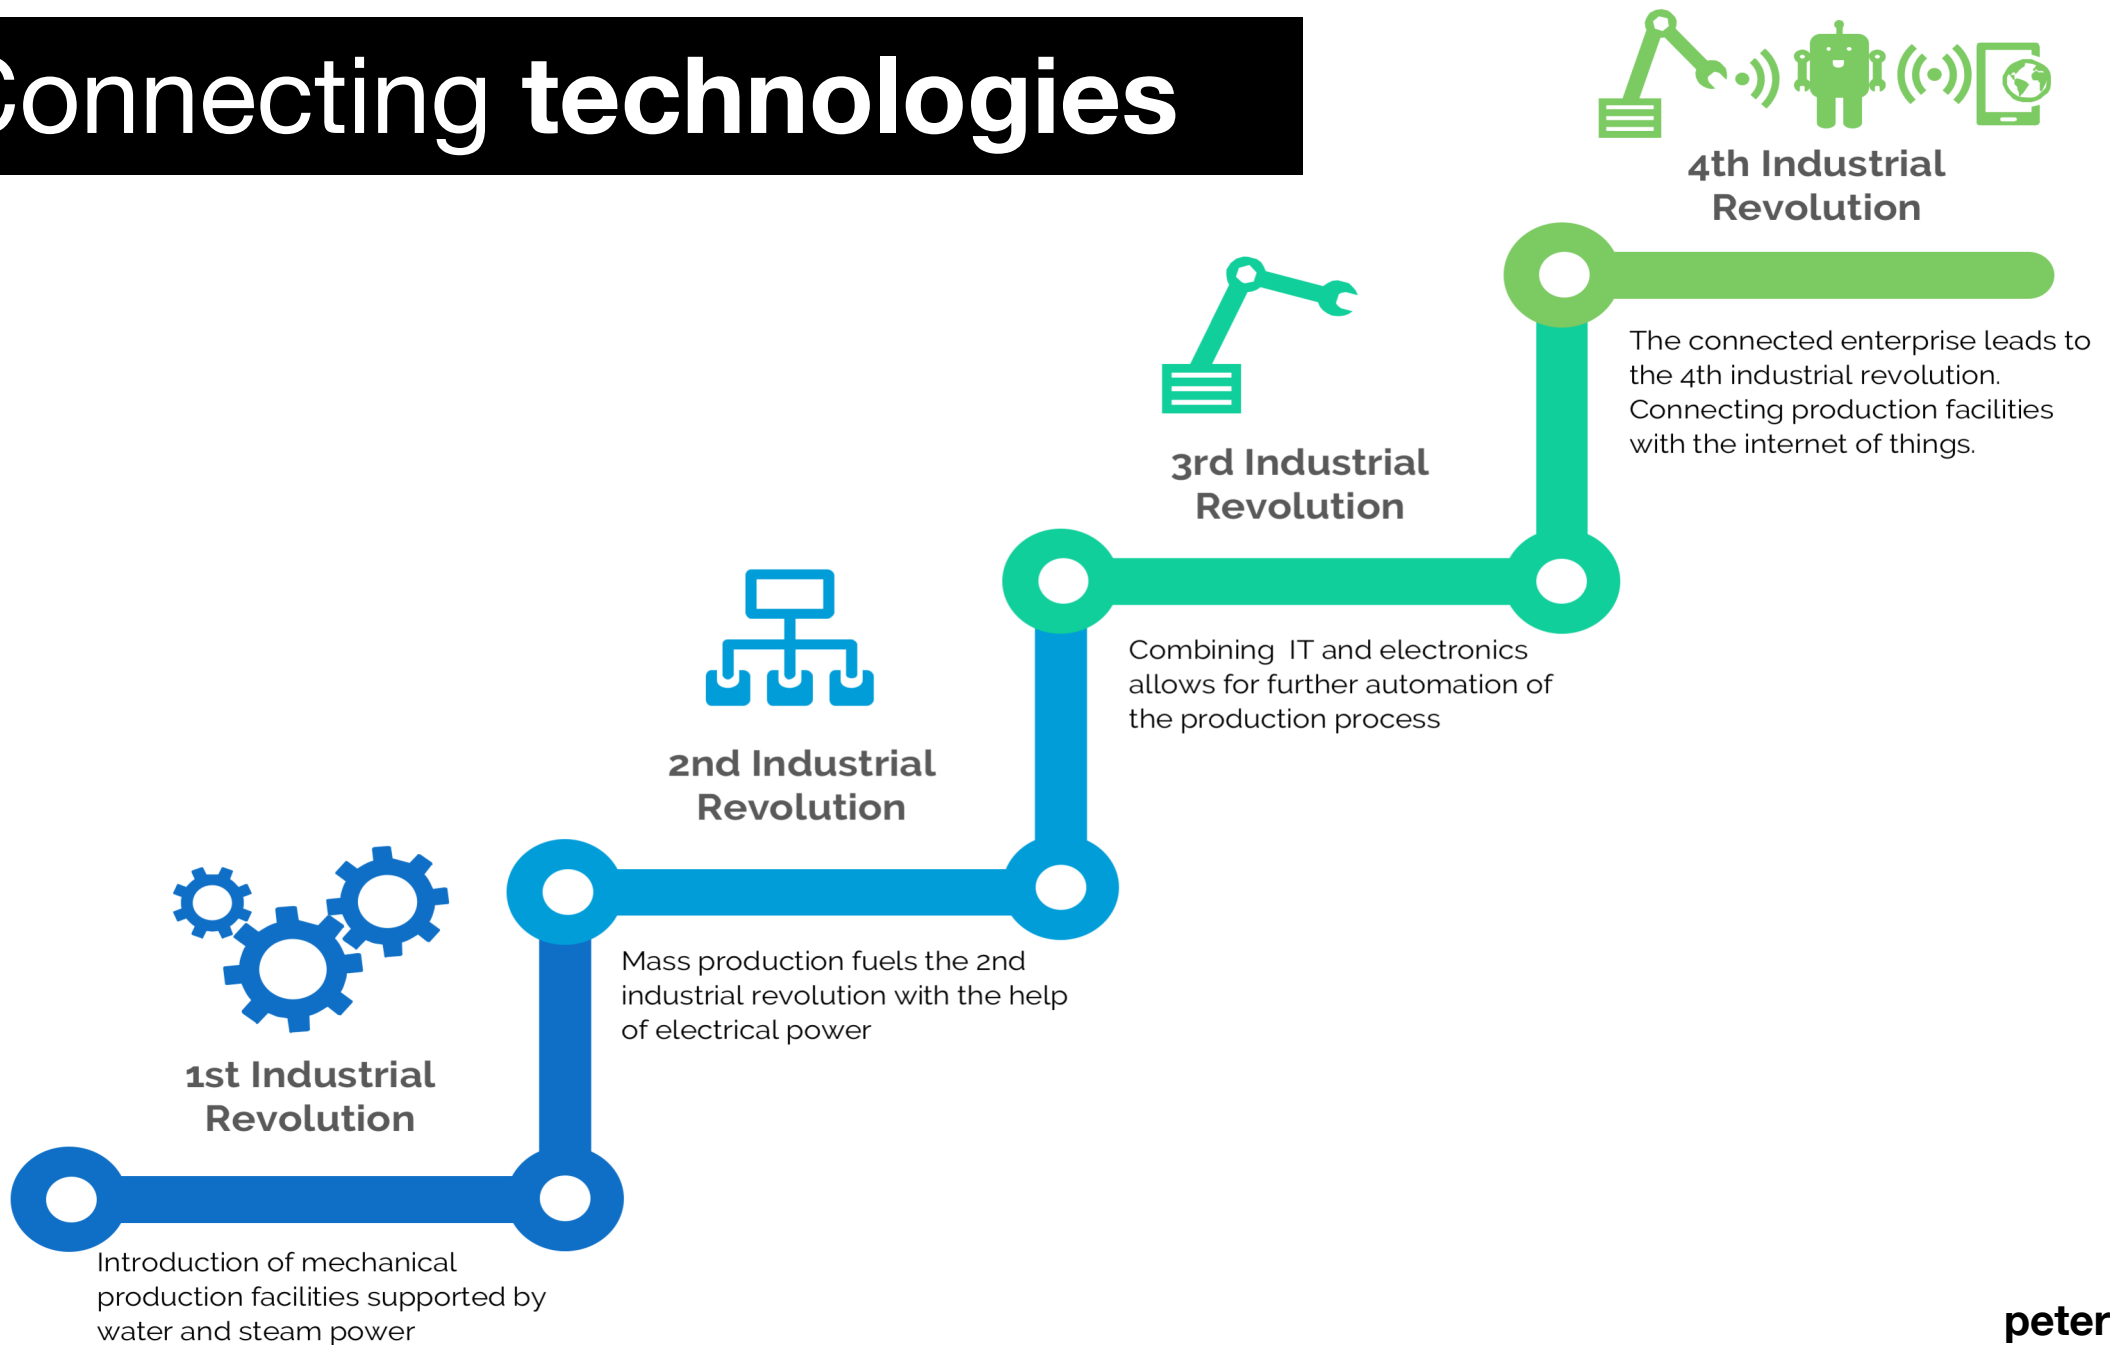 Connecting technologies
4th Industrial
Revolution
The connected enterprise leads to
the 4th industrial revolution.
Connecting production facilities
with the internet of things.
3rd Industrial
Revolution
Combining  IT and electronics
allows for further automation of
the production process
2nd Industrial
Revolution
Mass production fuels the 2nd
industrial revolution with the help
of electrical power
1st Industrial
Revolution
Introduction of mechanical
production facilities supported by
water and steam power
peter